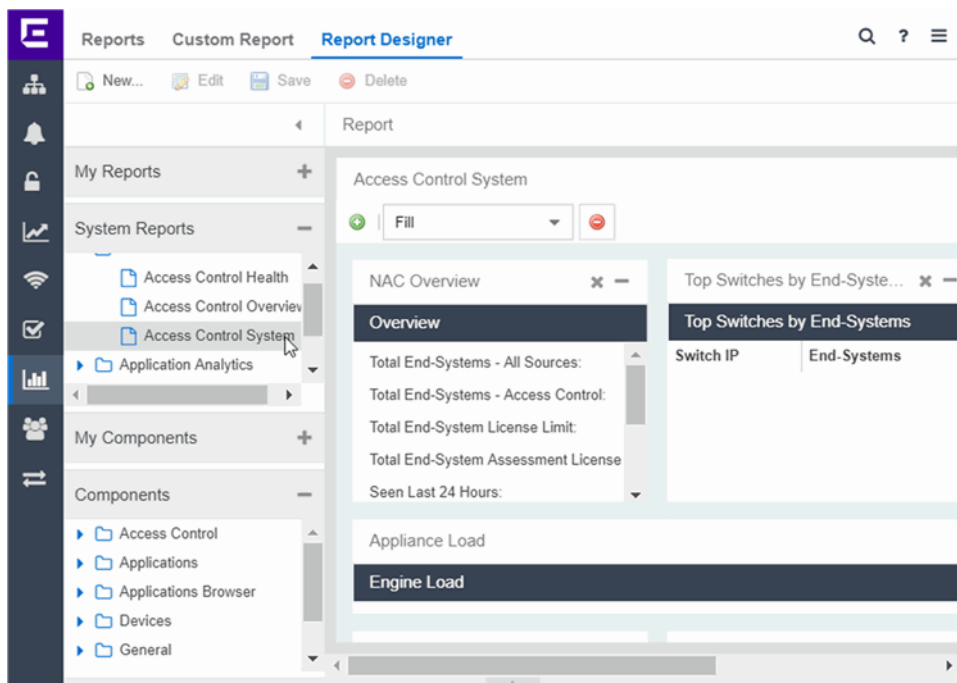 Reports Custom Report Report Designer ?
New... Edit Save Delete
Report
My Reports
System Reports
Access Control Health
Access Control Overview
Access Control System
Application Analytics
My Components
Components
Access Control
Applications
Applications Browser
Devices
General
Access Control System
Fill
NAC Overview
Overview
Total End-Systems - All Sources:
Total End-Systems - Access Control:
Total End-System License Limit:
Total End-System Assessment License
Seen Last 24 Hours:
Top Switches by End-Syste...
Top Switches by End-Systems
Switch IP End-Systems
Appliance Load
Engine Load